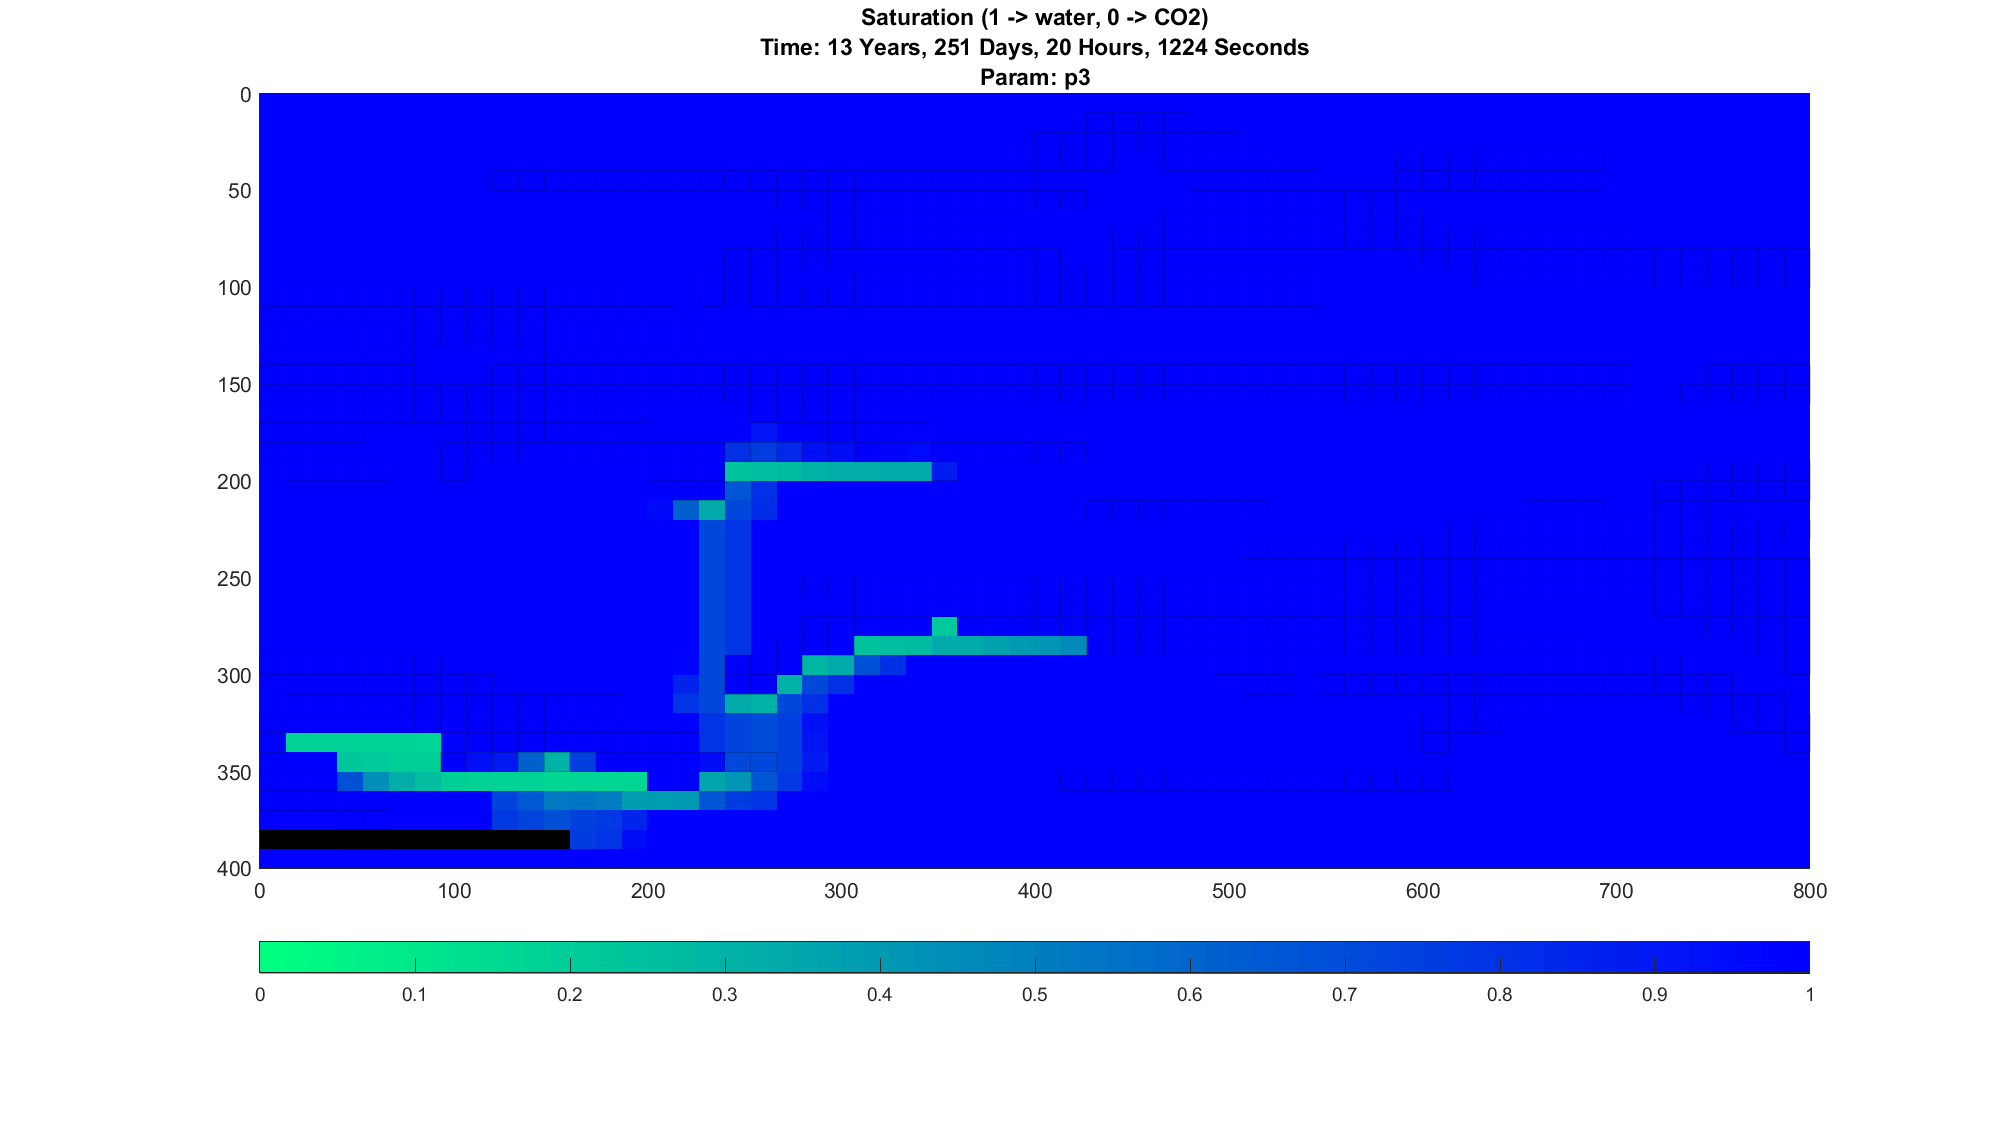 Saturation (1 -> water, 0 -> CO2)
Time: 13 Years, 251 Days, 20 Hours, 1224 Seconds
Param: p3
0
50
100
150
200
250
300
350
400
0 100 200 300 400 500 600 700 800
0 0.1 0.2 0.3 0.4 0.5 0.6 0.7 0.8 0.9 1